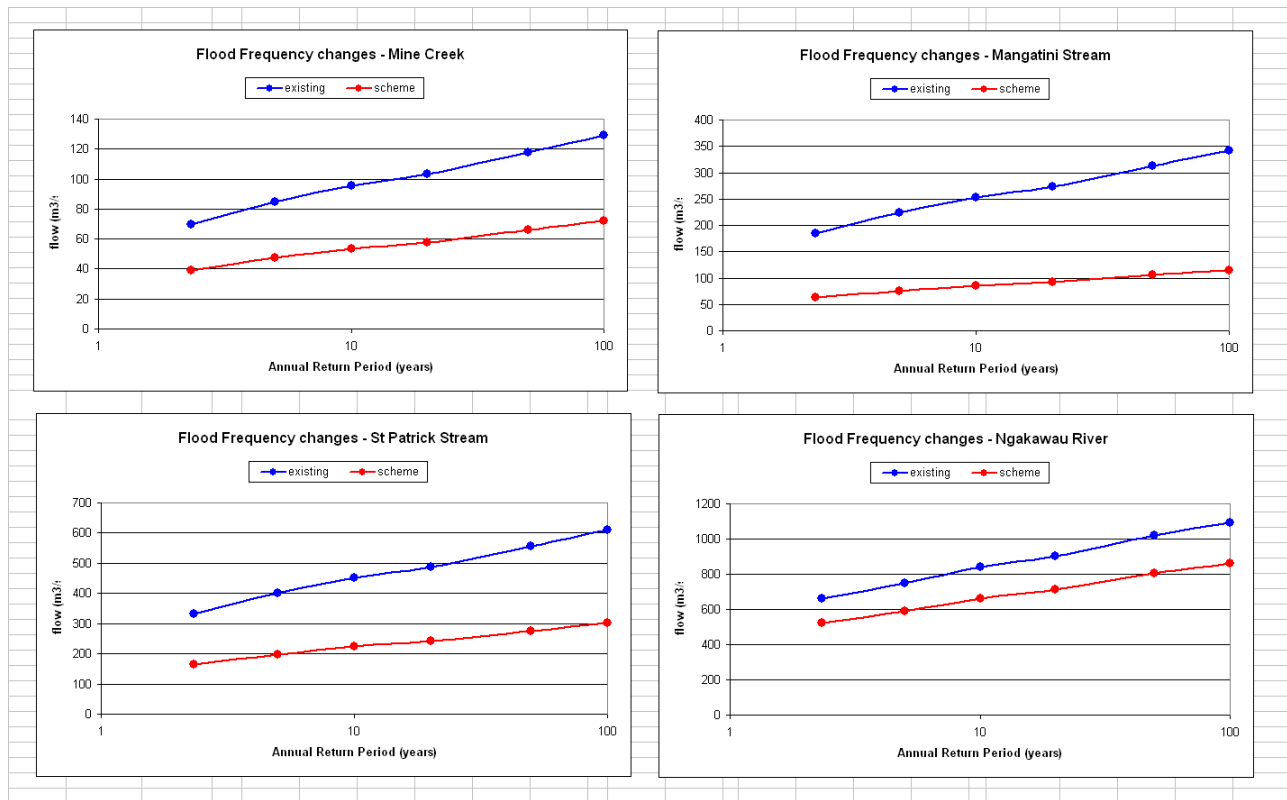 Flood Frequency changes - Mine Creek
existing scheme
140
120
100
80
60
40
20
0
flow (m3/s
1 10 100
Annual Return Period (years)
Flood Frequency changes - Mangatini Stream
existing scheme
400
350
300
250
200
150
100
50
0
flow (m3/s
1 10 100
Annual Return Period (years)
Flood Frequency changes - St Patrick Stream
existing scheme
700
600
500
400
300
200
100
0
flow (m3/s
1 10 100
Annual Return Period (years)
Flood Frequency changes - Ngakawau River
existing scheme
1200
1000
800
600
400
200
0
flow (m3/s
1 10 100
Annual Return Period (years)